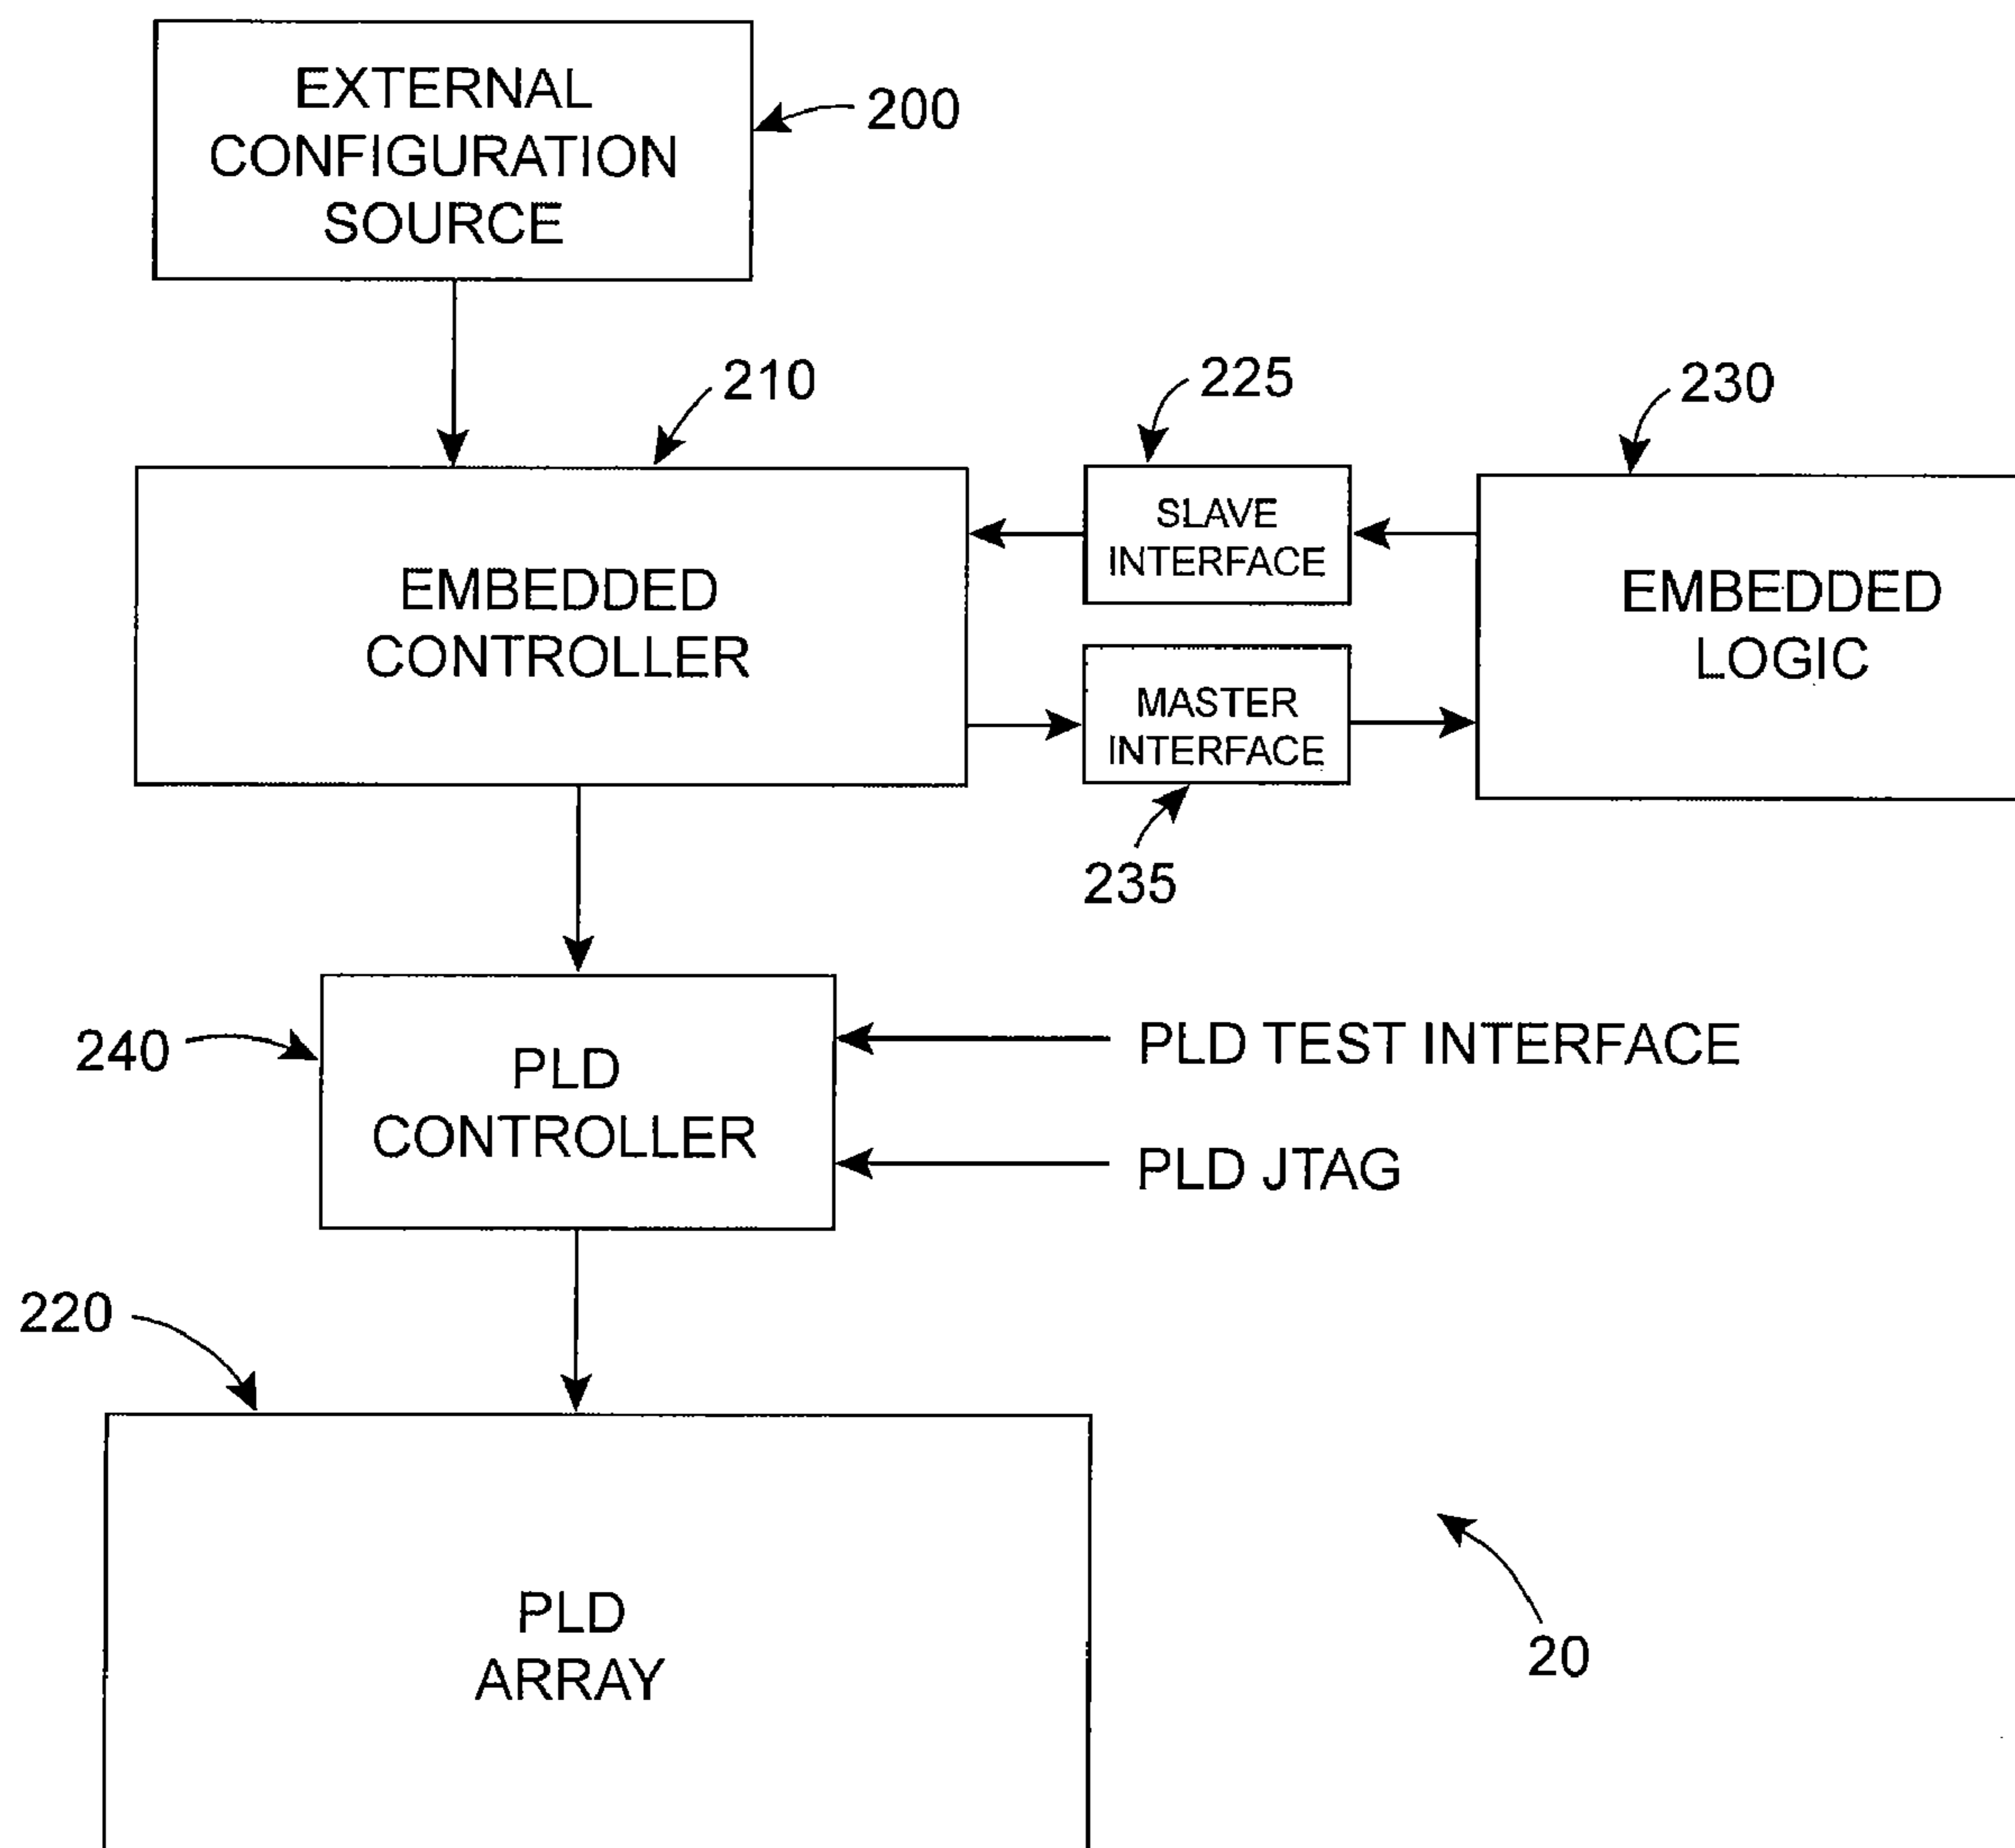 EXTERNAL
CONFIGURATION
SOURCE
200
210
225
230
EMBEDDED
CONTROLLER
SLAVE
INTERFACE
MASTER
INTERFACE
EMBEDDED
LOGIC
235
240
PLD
CONTROLLER
PLD TEST INTERFACE
PLD JTAG
220
PLD
ARRAY
20